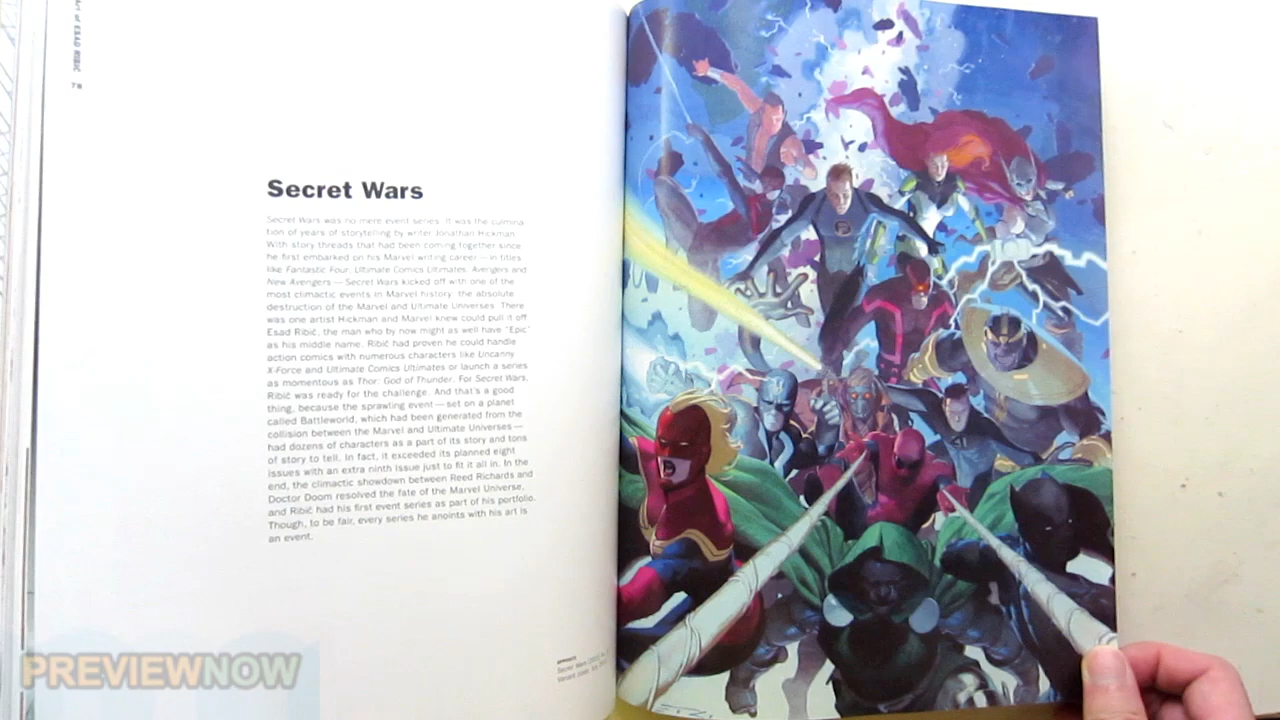 Art of ESAD RIBIC
78
Secret Wars
Secret Wars was no mere event series. It was the culmina
tion of years of storytelling by writer Jonathan Hickman.
With story threads that had been coming together since
he first embarked on his Marvel writing career — in titles
like Fantastic Four, Ultimate Comics Ultimates, Avengers and
New Avengers — Secret Wars kicked off with one of the
most climactic events in Marvel history: the absolute
destruction of the Marvel and Ultimate Universes. There
was one artist Hickman and Marvel knew could pull it off
Esad Ribić, the man who by now might as well have "Epic"
as his middle name. Ribić had proven he could handle
action comics with numerous characters like Uncanny
X-Force and Ultimate Comics Ultimates or launch a series
as momentous as Thor: God of Thunder. For Secret Wars,
Ribić was ready for the challenge. And that's a good
thing, because the sprawling event — set on a planet
called Battleworld, which had been generated from the
collision between the Marvel and Ultimate Universes —
had dozens of characters as a part of its story and tons
of story to tell. In fact, it exceeded its planned eight
issues with an extra ninth issue just to fit it all in. In the
end, the climactic showdown between Reed Richards and
Doctor Doom resolved the fate of the Marvel Universe,
and Ribić had his first event series as part of his portfolio.
Though, to be fair, every series he anoints with his art is
an event.
OPPOSITE
Secret Wars (2015)
Variant cover
PREVIEWNOW